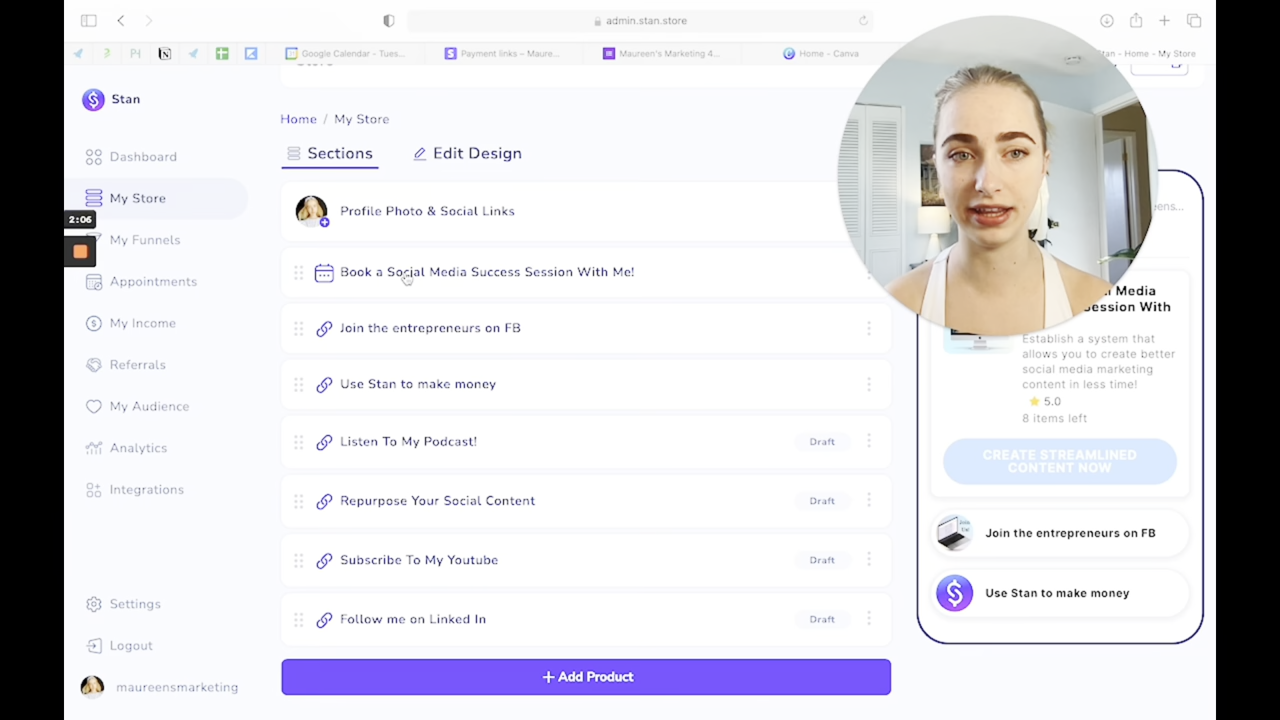 admin.stan.store
Google Calendar – Tues...
Payment links – Maure...
Maureen's Marketing 4...
Home – Canva
Stan - Home - My Store
Stan
Home / My Store
Sections
Edit Design
Dashboard
My Store
2:06
My Funnels
Appointments
My Income
Referrals
My Audience
Analytics
Integrations
Settings
Logout
maureensmarketing
Profile Photo & Social Links
Book a Social Media Success Session With Me!
Join the entrepreneurs on FB
Use Stan to make money
Listen To My Podcast!
Draft
Repurpose Your Social Content
Draft
Subscribe To My Youtube
Draft
Follow me on Linked In
Draft
+ Add Product
Media
Session With
Establish a system that
allows you to create better
social media marketing
content in less time!
5.0
8 items left
CREATE STREAMLINED
CONTENT NOW
Join the entrepreneurs on FB
Use Stan to make money